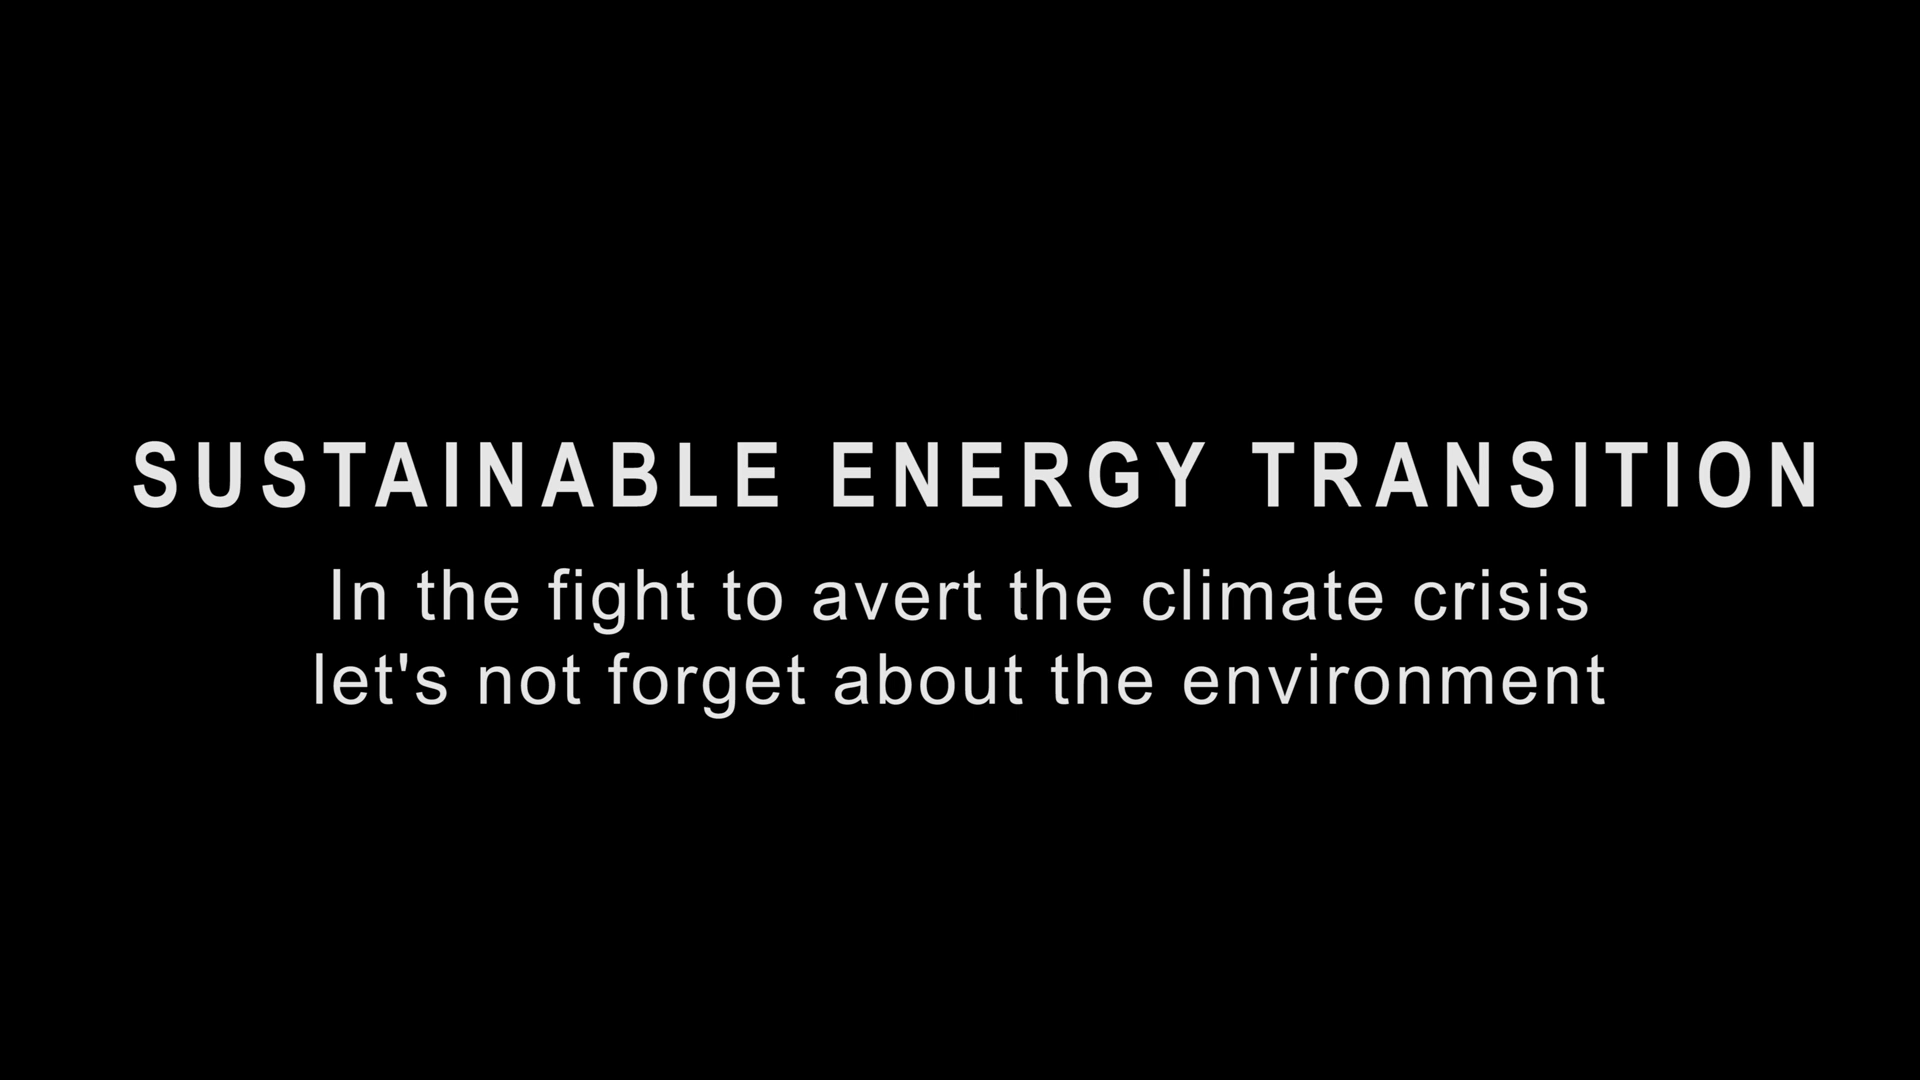 SUSTAINABLE ENERGY TRANSITION
In the fight to avert the climate crisis
let's not forget about the environment